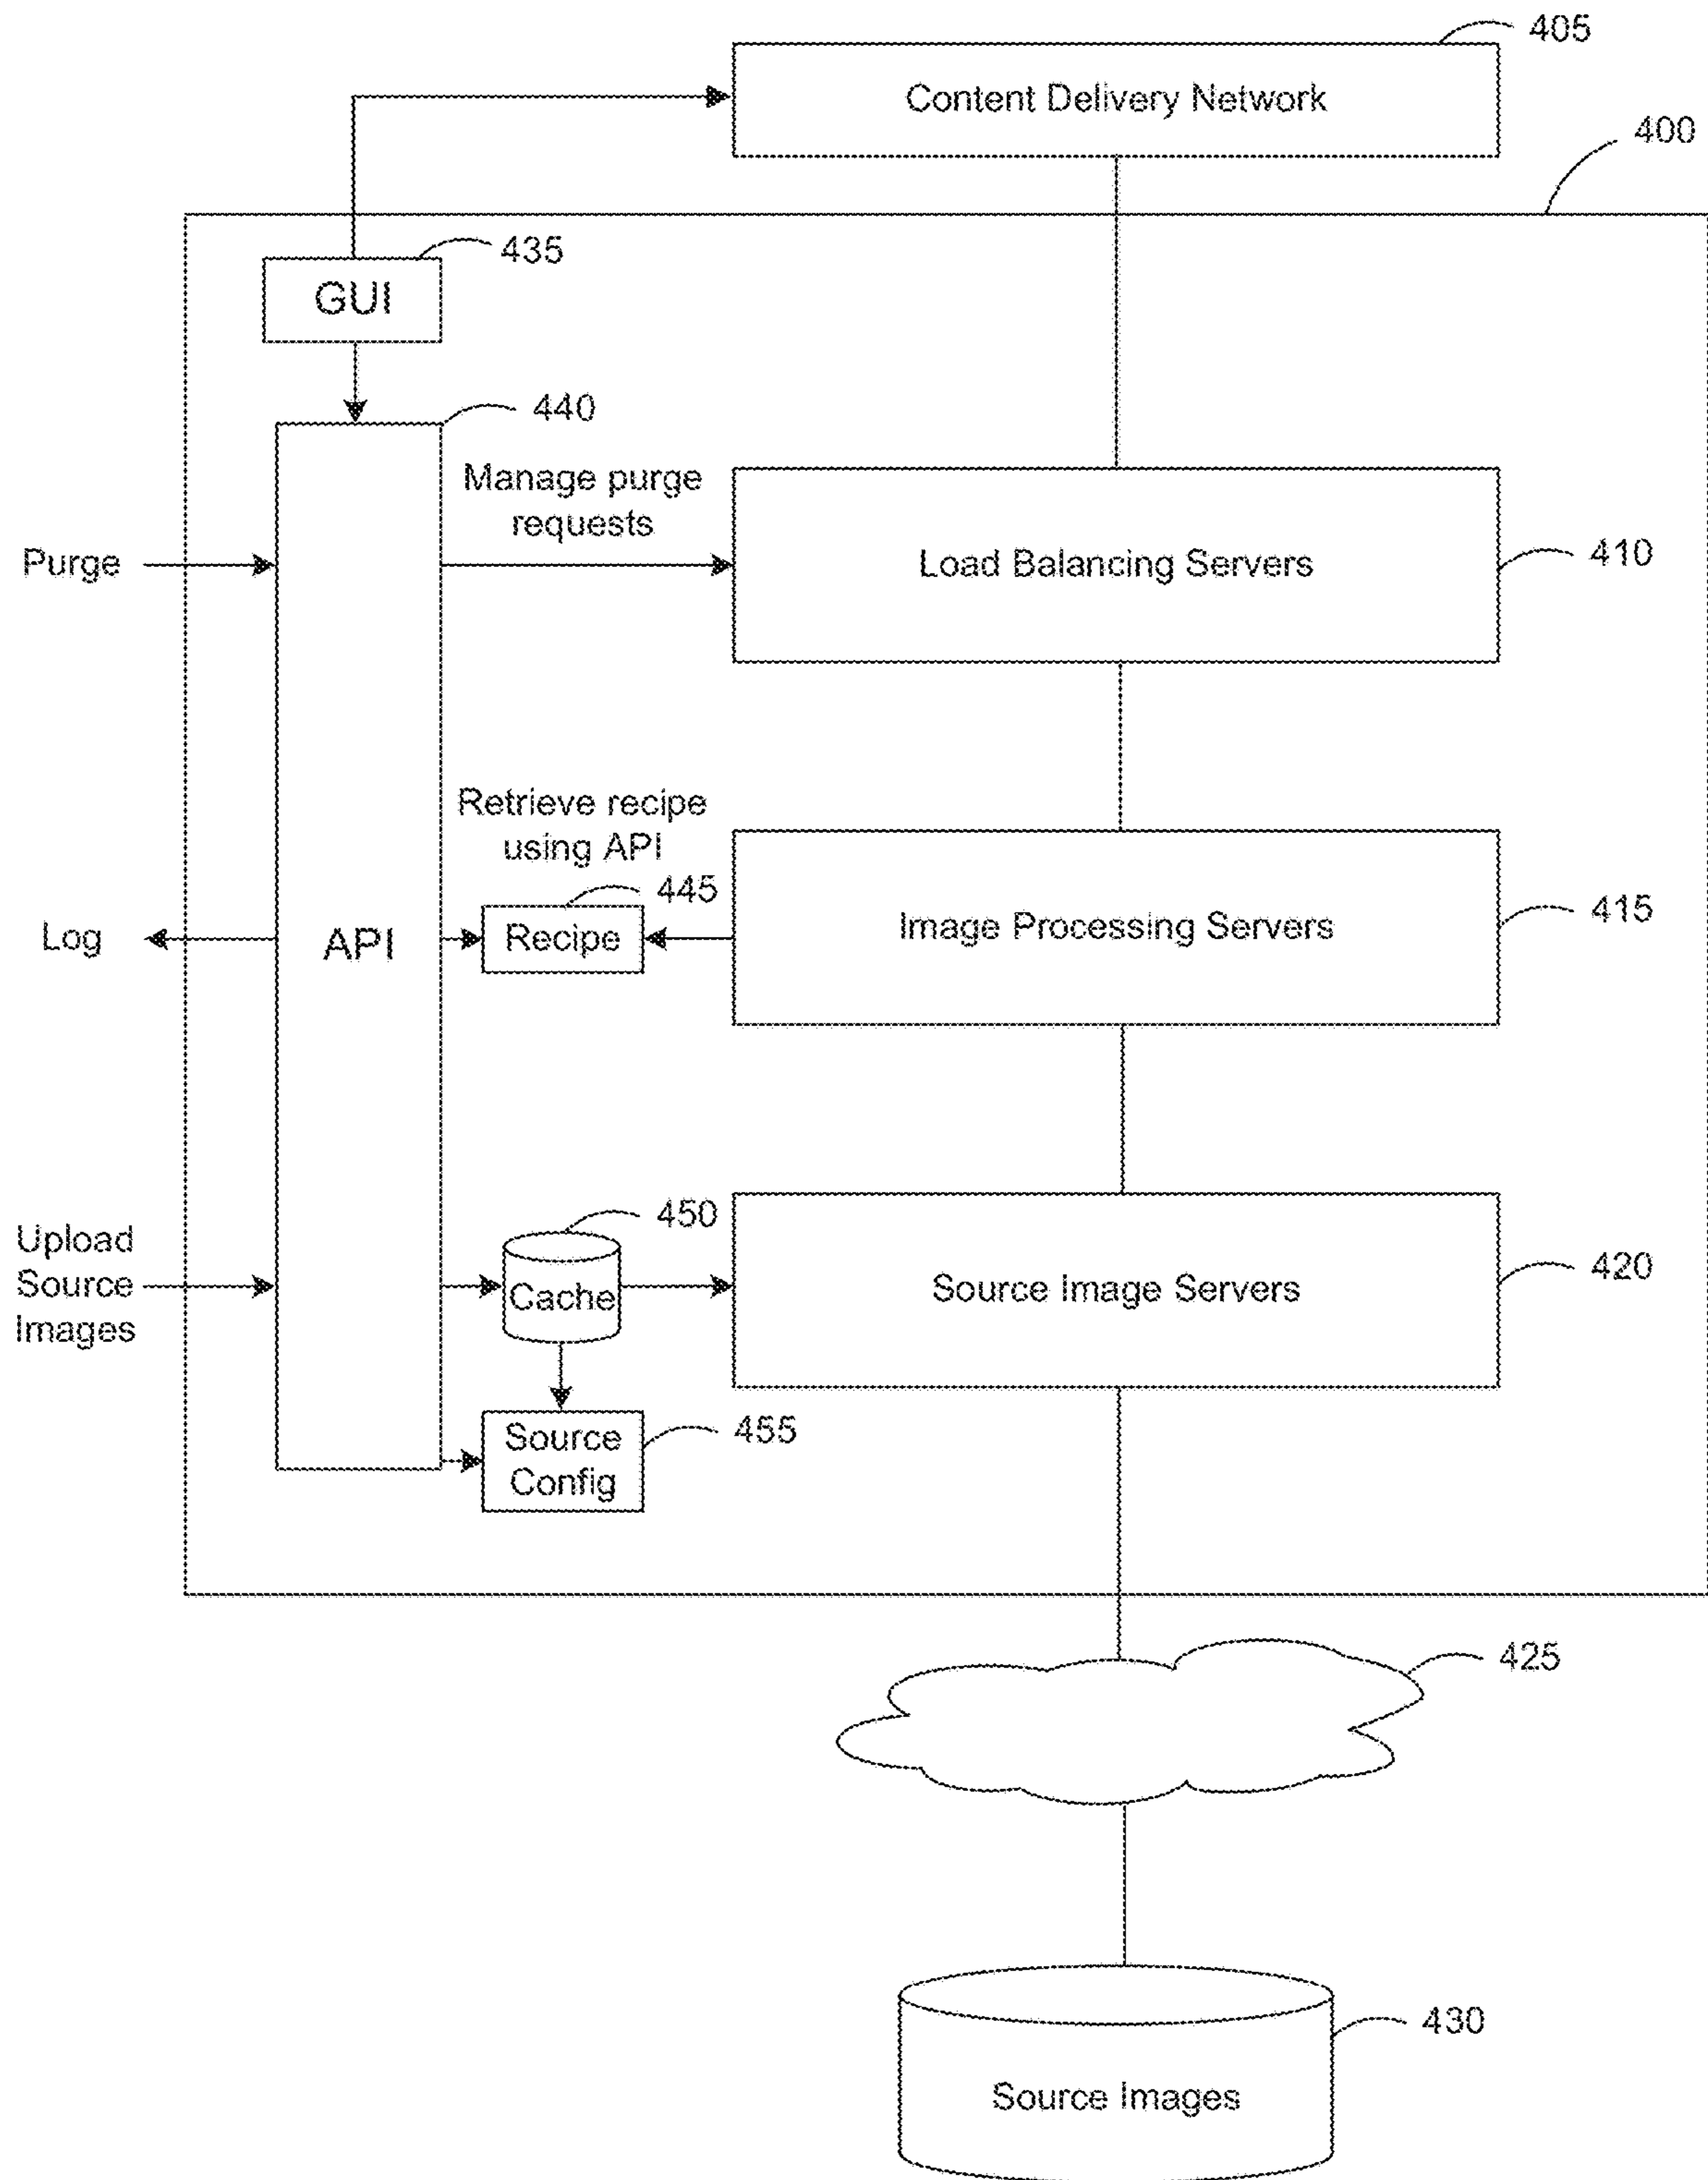 405
Content Delivery Network
400
435
GUI
440
Manage purge
requests
Purge
Load Balancing Servers
410
Retrieve recipe
using API
445
Log
API
Recipe
Image Processing Servers
415
450
Upload
Source
Images
Cache
Source Image Servers
420
Source
Config
455
425
430
Source Images